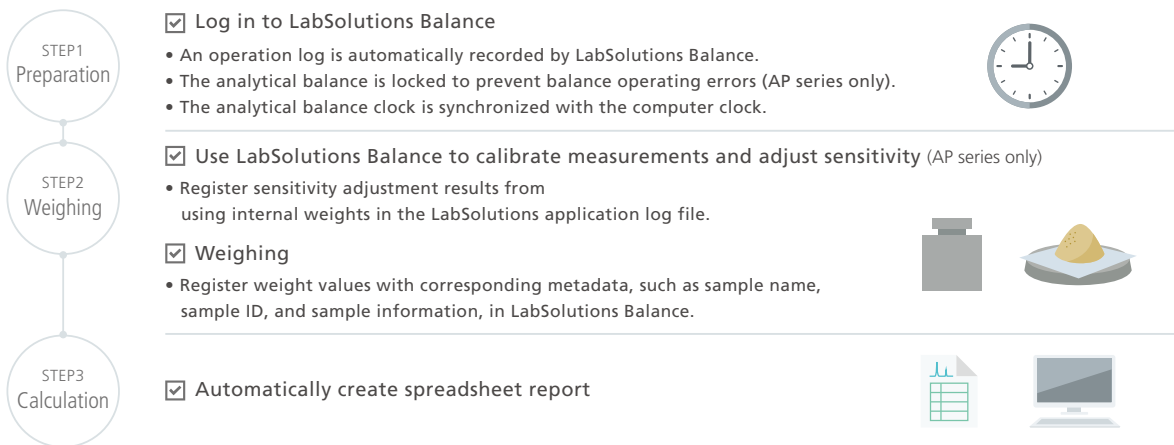 STEP1
Preparation
Log in to LabSolutions Balance
• An operation log is automatically recorded by LabSolutions Balance.
• The analytical balance is locked to prevent balance operating errors (AP series only).
• The analytical balance clock is synchronized with the computer clock.
STEP2
Weighing
Use LabSolutions Balance to calibrate measurements and adjust sensitivity (AP series only)
• Register sensitivity adjustment results from
using internal weights in the LabSolutions application log file.
Weighing
• Register weight values with corresponding metadata, such as sample name,
sample ID, and sample information, in LabSolutions Balance.
STEP3
Calculation
Automatically create spreadsheet report